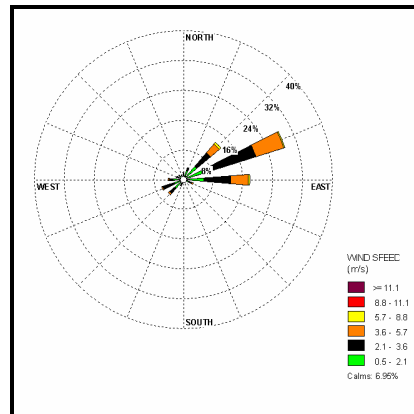 NORTH
40%
32%
24%
16%
8%
WEST
EAST
SOUTH
WIND SFEED
(m/s)
>= 11.1
8.8 - 11.1
5.7 - 8.8
3.6 - 5.7
2.1 - 3.6
0.5 - 2.1
Calms: 6.95%